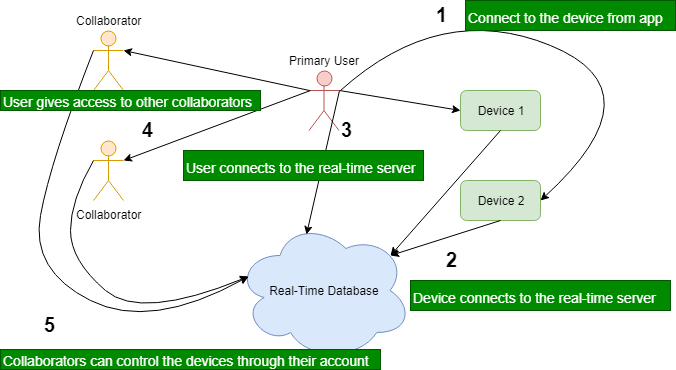 1
Connect to the device from app
Collaborator
Primary User
User gives access to other collaborators
Device 1
4
3
User connects to the real-time server
Device 2
Collaborator
2
Real-Time Database
Device connects to the real-time server
5
Collaborators can control the devices through their account